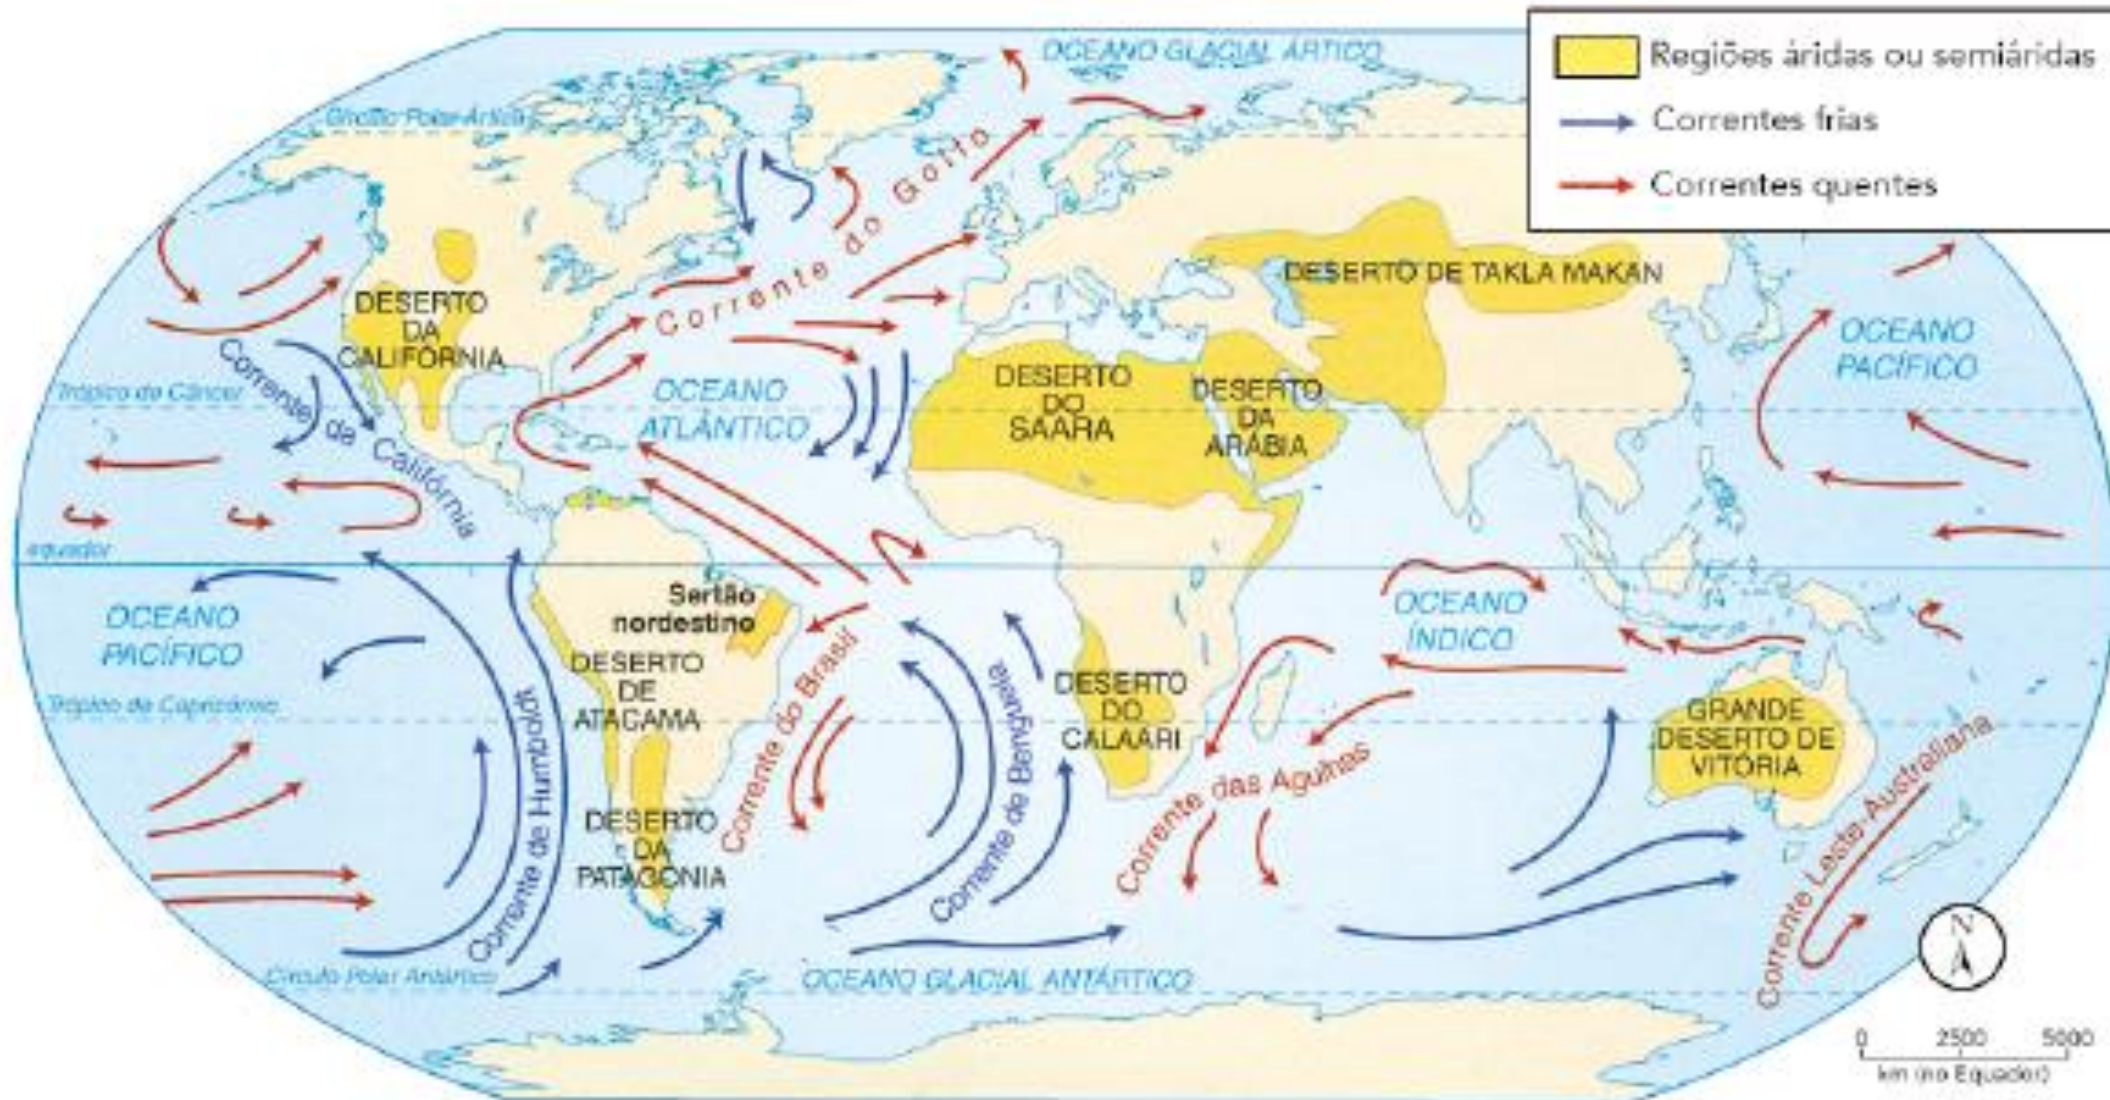 Regiões áridas ou semiáridas
Correntes frias
Correntes quentes
OCEANO GLACIAL ÁRTICO
Círculo Polar Ártico
Corrente do Golfo
DESERTO
DA
CALIFÓRNIA
DESERTO DE TAKLA MAKAN
OCEANO
PACÍFICO
Corrente da Califórnia
Trópico de Câncer
OCEANO
ATLÂNTICO
DESERTO
DO
SAARA
DESERTO
DA
ARÁBIA
equador
OCEANO
PACÍFICO
Sertão
nordestino
OCEANO
ÍNDICO
DESERTO
DE
ATACAMA
Corrente do Brasil
Corrente de Benguela
DESERTO
DO
CALAARI
Trópico de Capricórnio
GRANDE
DESERTO DE
VITÓRIA
Corrente de Humboldt
DESERTO
DA
PATAGÔNIA
Corrente das Agulhas
Corrente Leste-Australiana
Círculo Polar Antártico
OCEANO GLACIAL ANTÁRTICO
N
0 2500 5000
km (no Equador)